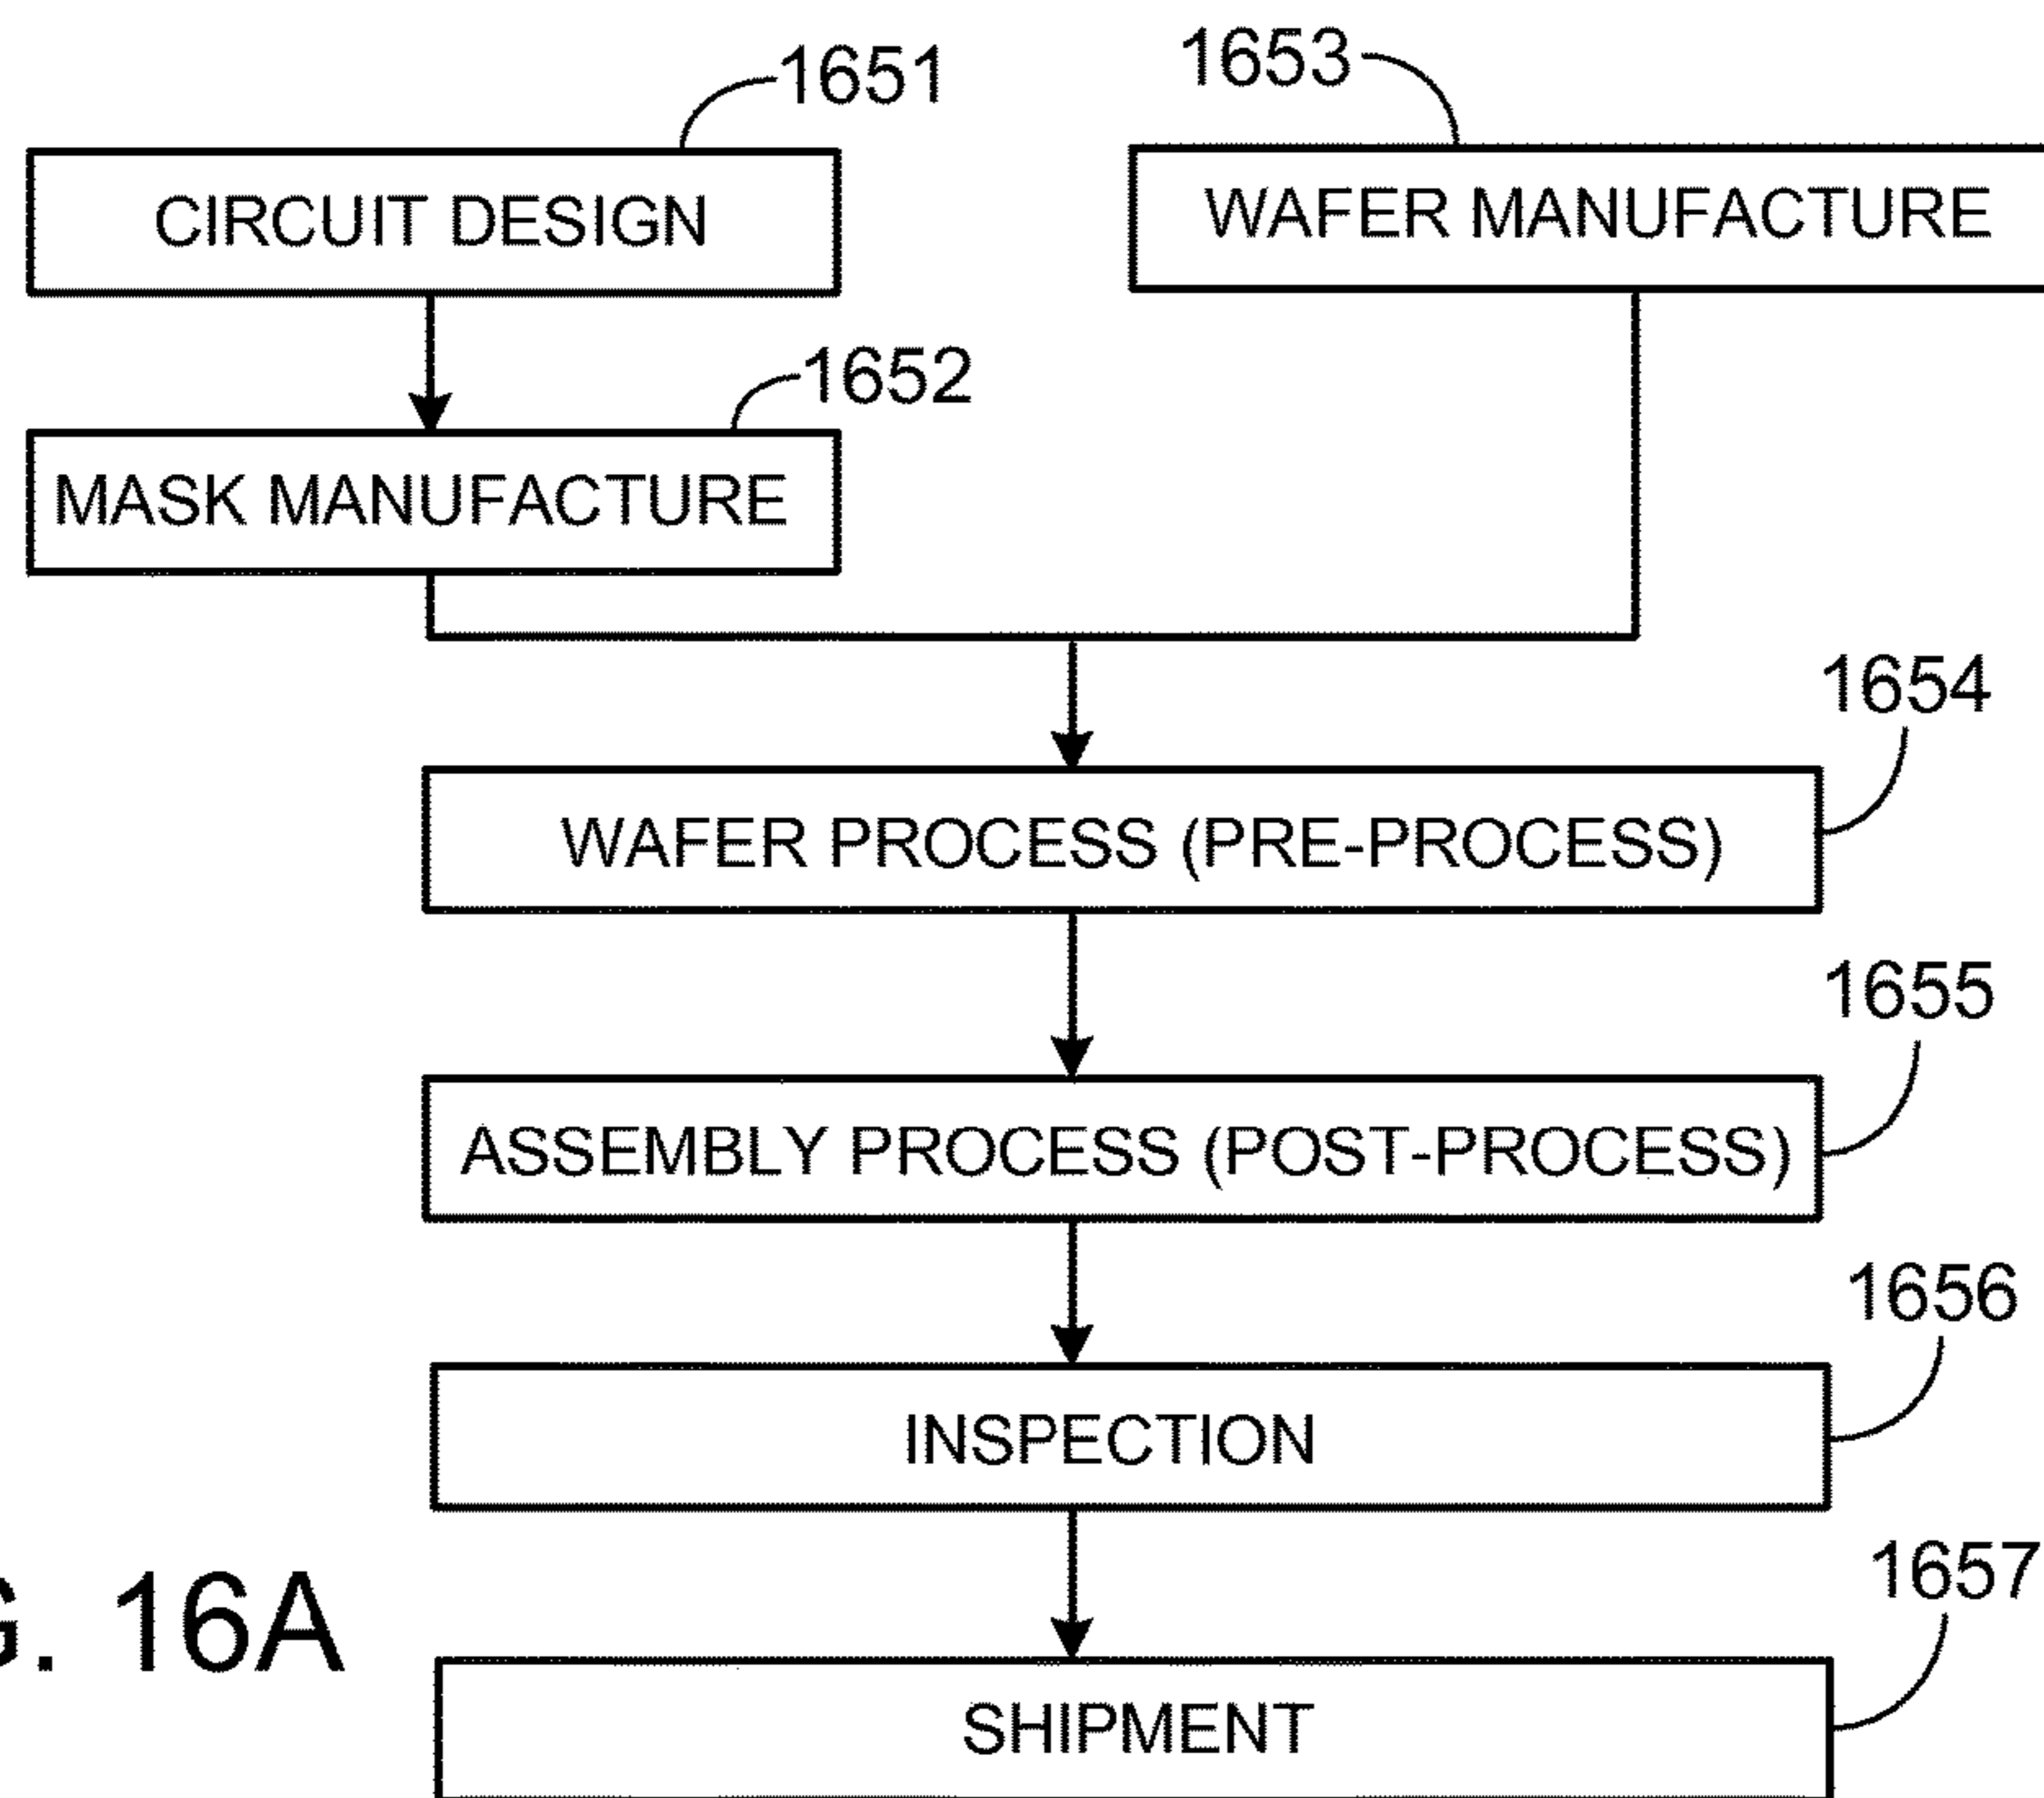 1651
1653
CIRCUIT DESIGN
WAFER MANUFACTURE
1652
MASK MANUFACTURE
1654
WAFER PROCESS (PRE-PROCESS)
1655
ASSEMBLY PROCESS (POST-PROCESS)
1656
INSPECTION
1657
G. 16A
SHIPMENT